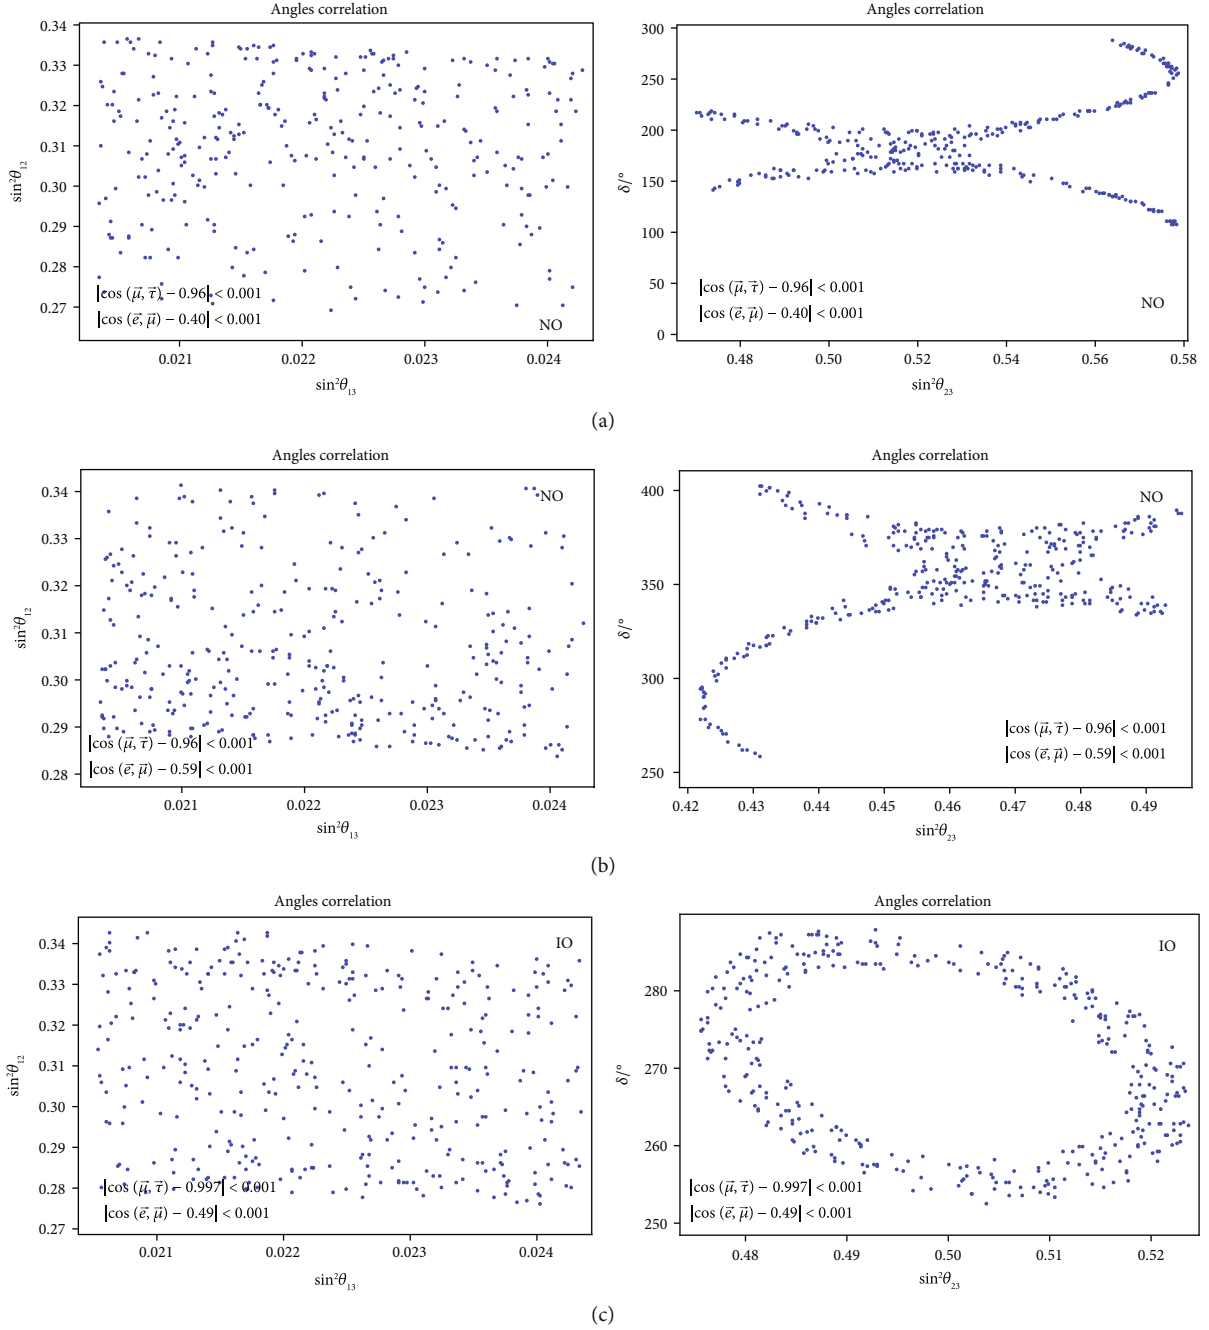 Angles correlation
0.34
0.33
0.32
0.31
0.30
0.29
0.28
0.27
sin²θ₁₂
|cos (μ⃗, τ⃗) – 0.96| < 0.001
|cos (e⃗, μ⃗) – 0.40| < 0.001
NO
0.021 0.022 0.023 0.024
sin²θ₁₃
Angles correlation
300
250
200
150
100
50
0
δ/°
|cos (μ⃗, τ⃗) – 0.96| < 0.001
|cos (e⃗, μ⃗) – 0.40| < 0.001
NO
0.48 0.50 0.52 0.54 0.56 0.58
sin²θ₂₃
(a)
Angles correlation
NO
0.34
0.33
0.32
0.31
0.30
0.29
0.28
sin²θ₁₂
|cos (μ⃗, τ⃗) – 0.96| < 0.001
|cos (e⃗, μ⃗) – 0.59| < 0.001
0.021 0.022 0.023 0.024
sin²θ₁₃
Angles correlation
NO
400
350
300
250
δ/°
|cos (μ⃗, τ⃗) – 0.96| < 0.001
|cos (e⃗, μ⃗) – 0.59| < 0.001
0.42 0.43 0.44 0.45 0.46 0.47 0.48 0.49
sin²θ₂₃
(b)
Angles correlation
IO
0.34
0.33
0.32
0.31
0.30
0.29
0.28
0.27
sin²θ₁₂
|cos (μ⃗, τ⃗) – 0.997| < 0.001
|cos (e⃗, μ⃗) – 0.49| < 0.001
0.021 0.022 0.023 0.024
sin²θ₁₃
Angles correlation
IO
280
270
260
250
δ/°
|cos (μ⃗, τ⃗) – 0.997| < 0.001
|cos (e⃗, μ⃗) – 0.49| < 0.001
0.48 0.49 0.50 0.51 0.52
sin²θ₂₃
(c)